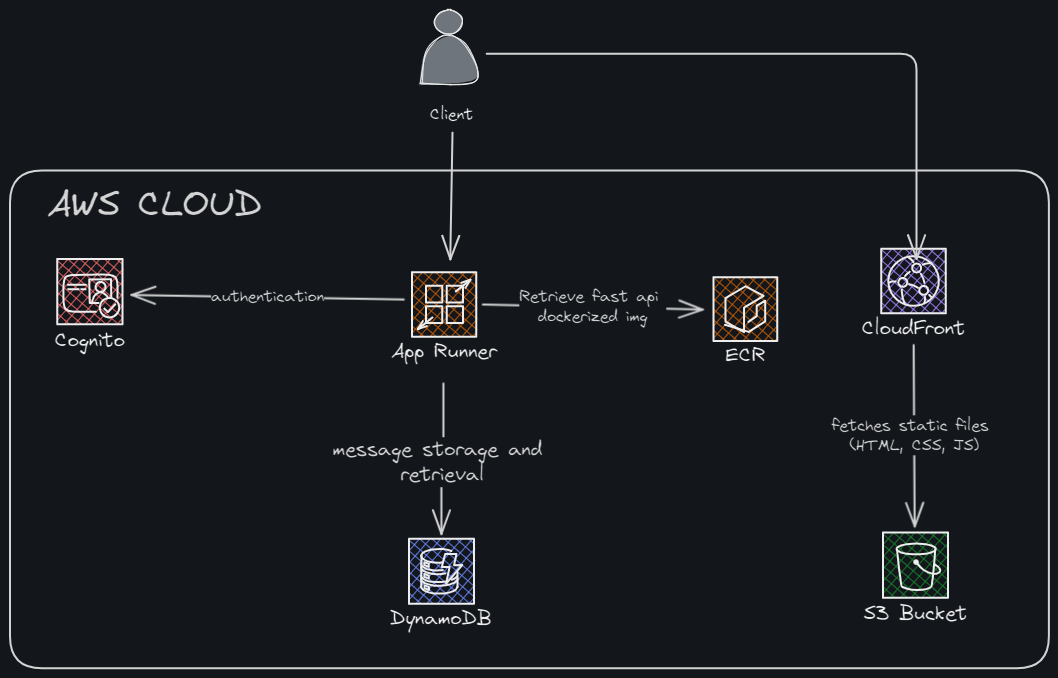 Client
AWS CLOUD
authentication
Retrieve fast api
dockerized img
Cognito
App Runner
ECR
CloudFront
message storage and
retrieval
fetches static files
(HTML, CSS, JS)
DynamoDB
S3 Bucket